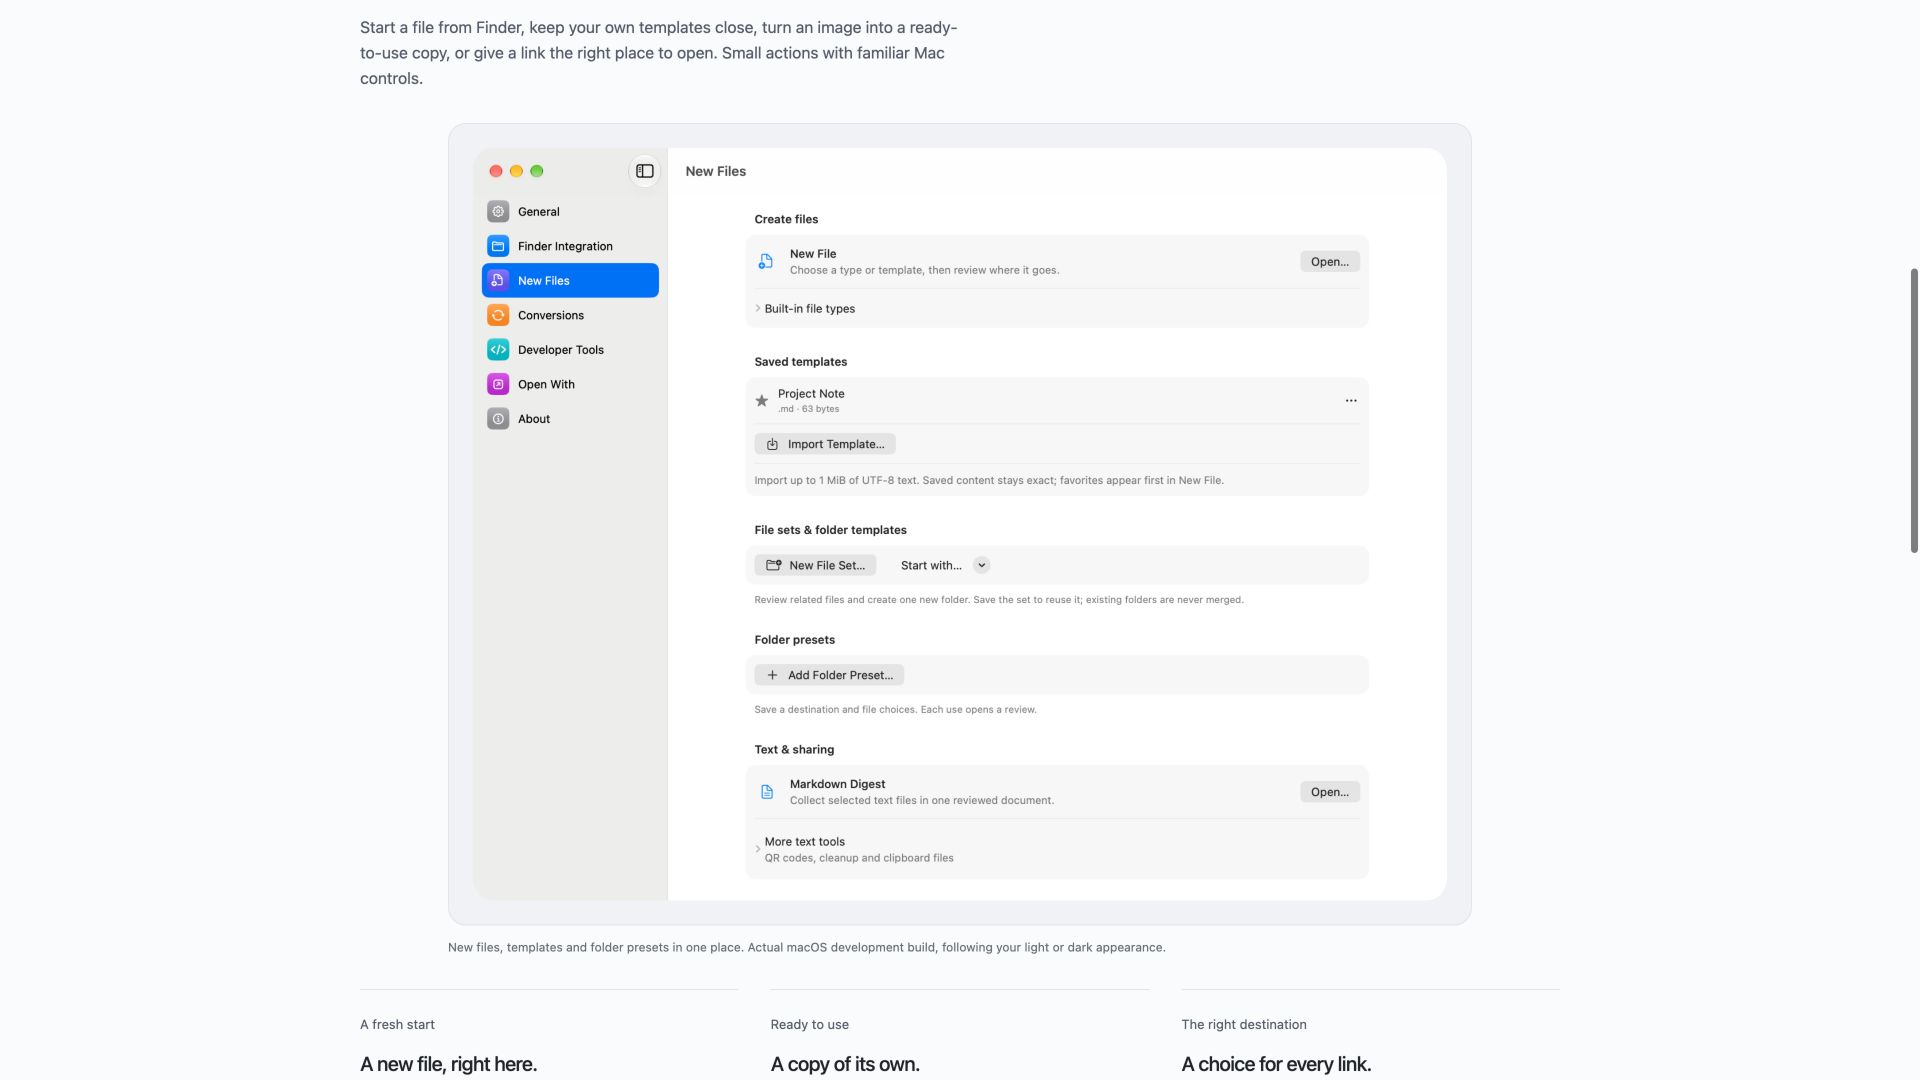 Start a file from Finder, keep your own templates close, turn an image into a ready-
to-use copy, or give a link the right place to open. Small actions with familiar Mac
controls.
New Files
General
Finder Integration
New Files
Conversions
Developer Tools
Open With
About
Create files
New File
Choose a type or template, then review where it goes.
Open...
Built-in file types
Saved templates
Project Note
.md · 63 bytes
Import Template...
Import up to 1 MiB of UTF-8 text. Saved content stays exact; favorites appear first in New File.
File sets & folder templates
New File Set...
Start with...
Review related files and create one new folder. Save the set to reuse it; existing folders are never merged.
Folder presets
Add Folder Preset...
Save a destination and file choices. Each use opens a review.
Text & sharing
Markdown Digest
Collect selected text files in one reviewed document.
Open...
More text tools
QR codes, cleanup and clipboard files
New files, templates and folder presets in one place. Actual macOS development build, following your light or dark appearance.
A fresh start
A new file, right here.
Ready to use
A copy of its own.
The right destination
A choice for every link.